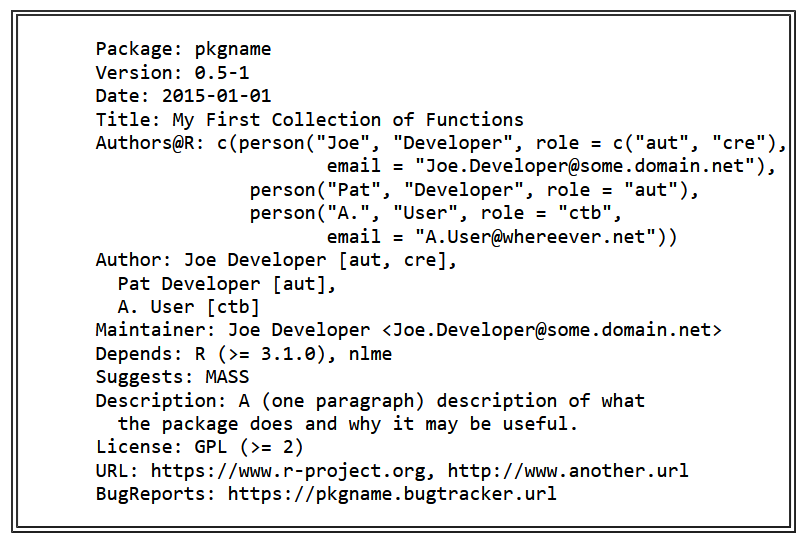 Package: pkgname
Version: 0.5-1
Date: 2015-01-01
Title: My First Collection of Functions
Authors@R: c(person("Joe", "Developer", role = c("aut", "cre"),
email = "Joe.Developer@some.domain.net"),
person("Pat", "Developer", role = "aut"),
person("A.", "User", role = "ctb",
email = "A.User@whereever.net"))
Author: Joe Developer [aut, cre],
Pat Developer [aut],
A. User [ctb]
Maintainer: Joe Developer <Joe.Developer@some.domain.net>
Depends: R (>= 3.1.0), nlme
Suggests: MASS
Description: A (one paragraph) description of what
the package does and why it may be useful.
License: GPL (>= 2)
URL: https://www.r-project.org, http://www.another.url
BugReports: https://pkgname.bugtracker.url